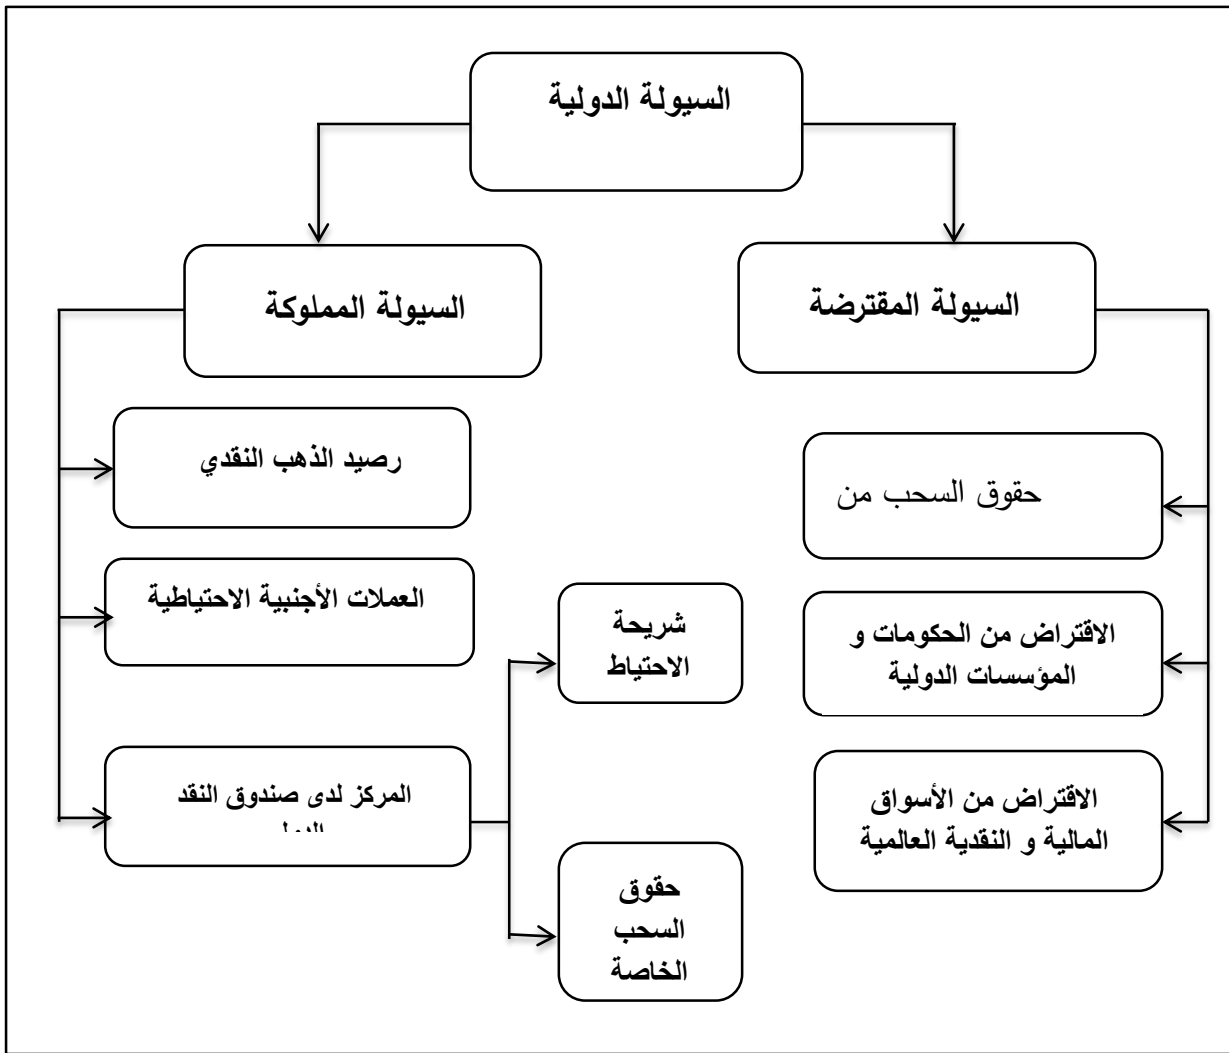 السيولة الدولية
السيولة المقترضة
السيولة المملوكة
حقوق السحب من
الاقتراض من الحكومات و
المؤسسات الدولية
الاقتراض من الأسواق
المالية و النقدية العالمية
رصيد الذهب النقدي
العملات الأجنبية الاحتياطية
المركز لدى صندوق النقد
شريحة
الاحتياط
حقوق
السحب
الخاصة